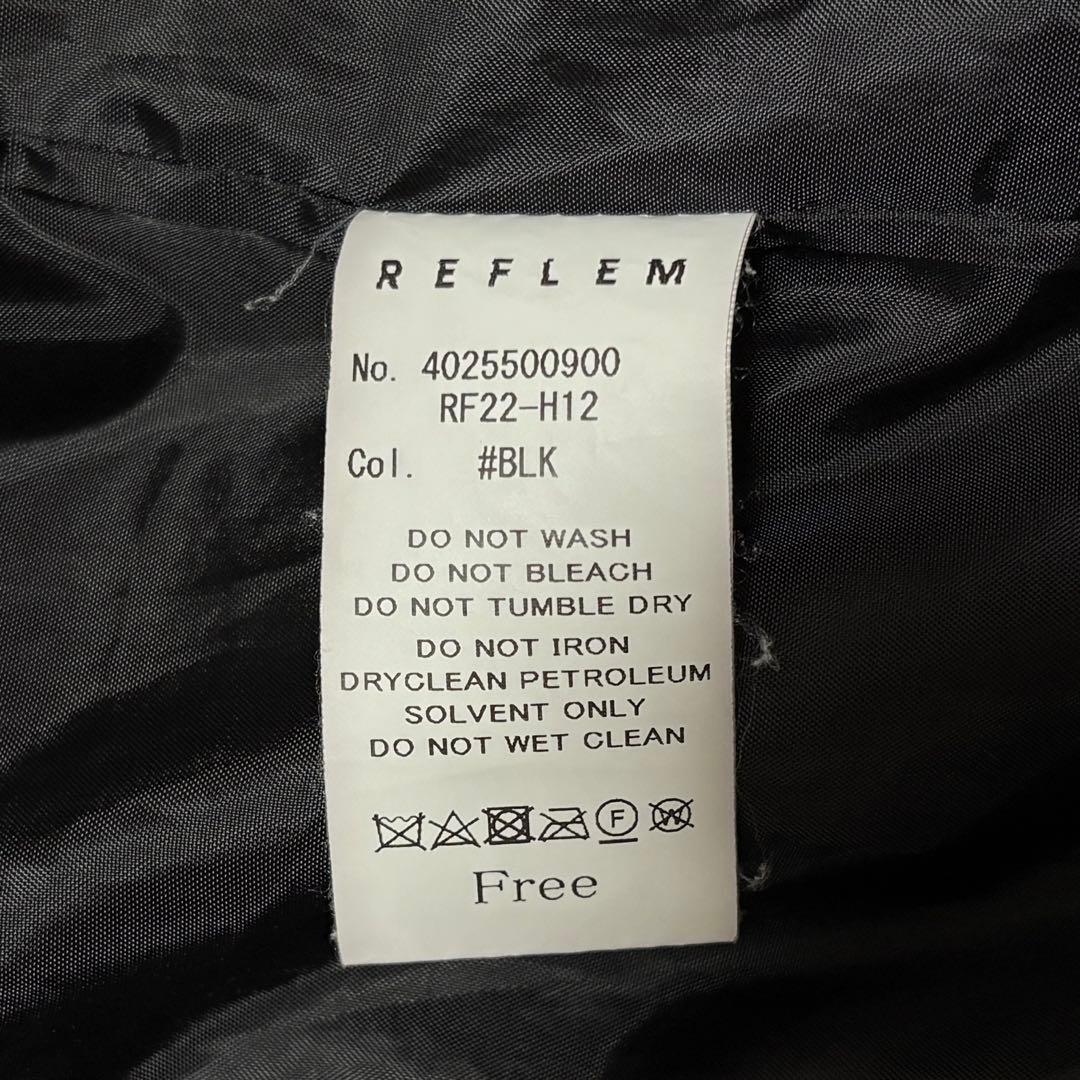 REFLEM
No. 4025500900
RF22-H12
Col. #BLK
DO NOT WASH
DO NOT BLEACH
DO NOT TUMBLE DRY
DO NOT IRON
DRYCLEAN PETROLEUM
SOLVENT ONLY
DO NOT WET CLEAN
F W
Free